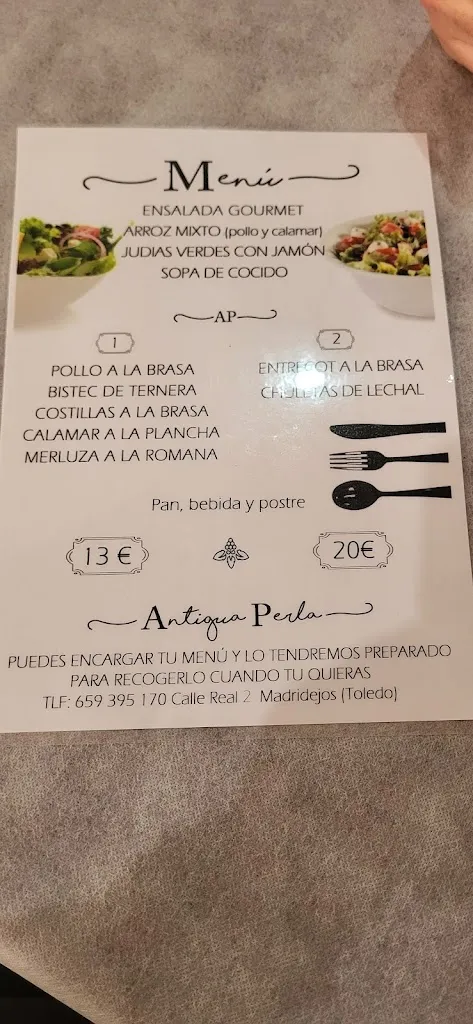 Menú
ENSALADA GOURMET
ARROZ MIXTO (pollo y calamar)
JUDIAS VERDES CON JAMÓN
SOPA DE COCIDO
AP
1
POLLO A LA BRASA
BISTEC DE TERNERA
COSTILLAS A LA BRASA
CALAMAR A LA PLANCHA
MERLUZA A LA ROMANA
2
ENTRECOT A LA BRASA
CHULETAS DE LECHAL
Pan, bebida y postre
13 €
20€
Antigua Perla
PUEDES ENCARGAR TU MENÚ Y LO TENDREMOS PREPARADO
PARA RECOGERLO CUANDO TU QUIERAS
TLF: 659 395 170 Calle Real 2 Madridejos (Toledo)